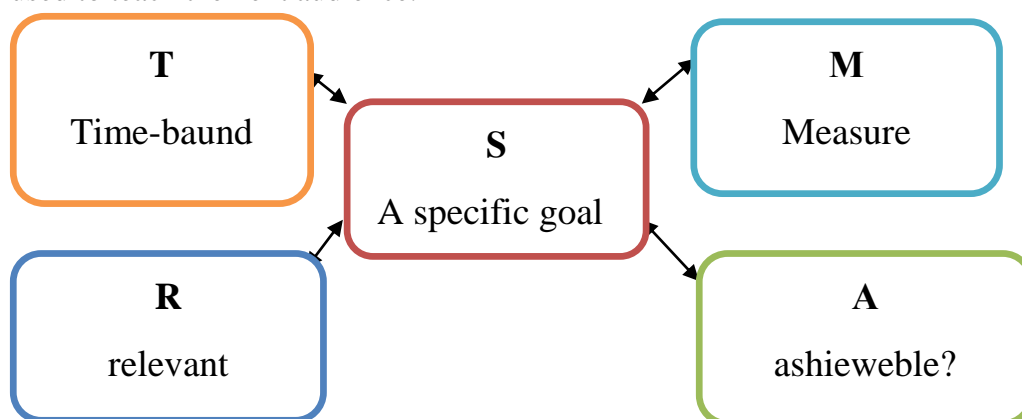 T
Time-baund
M
Measure
S
A specific goal
R
relevant
A
ashieweble?